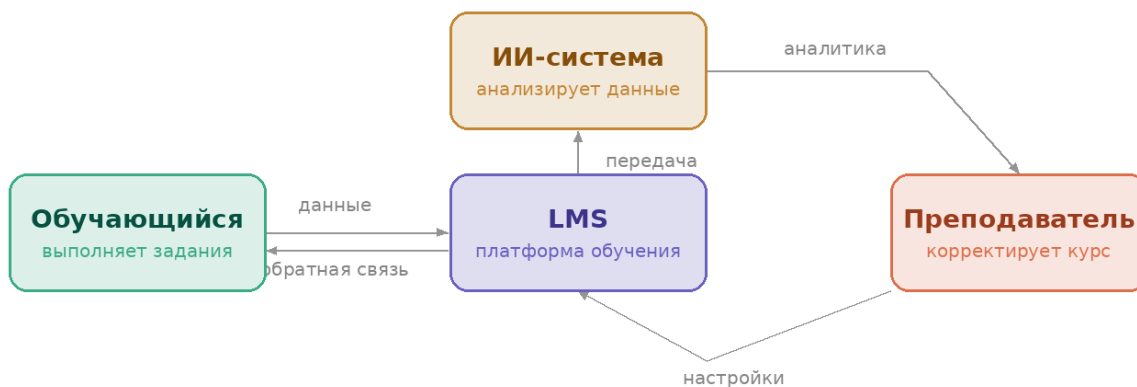 ИИ-система
анализирует данные
аналитика
передача
Обучающийся
выполняет задания
данные
обратная связь
LMS
платформа обучения
Преподаватель
корректирует курс
настройки